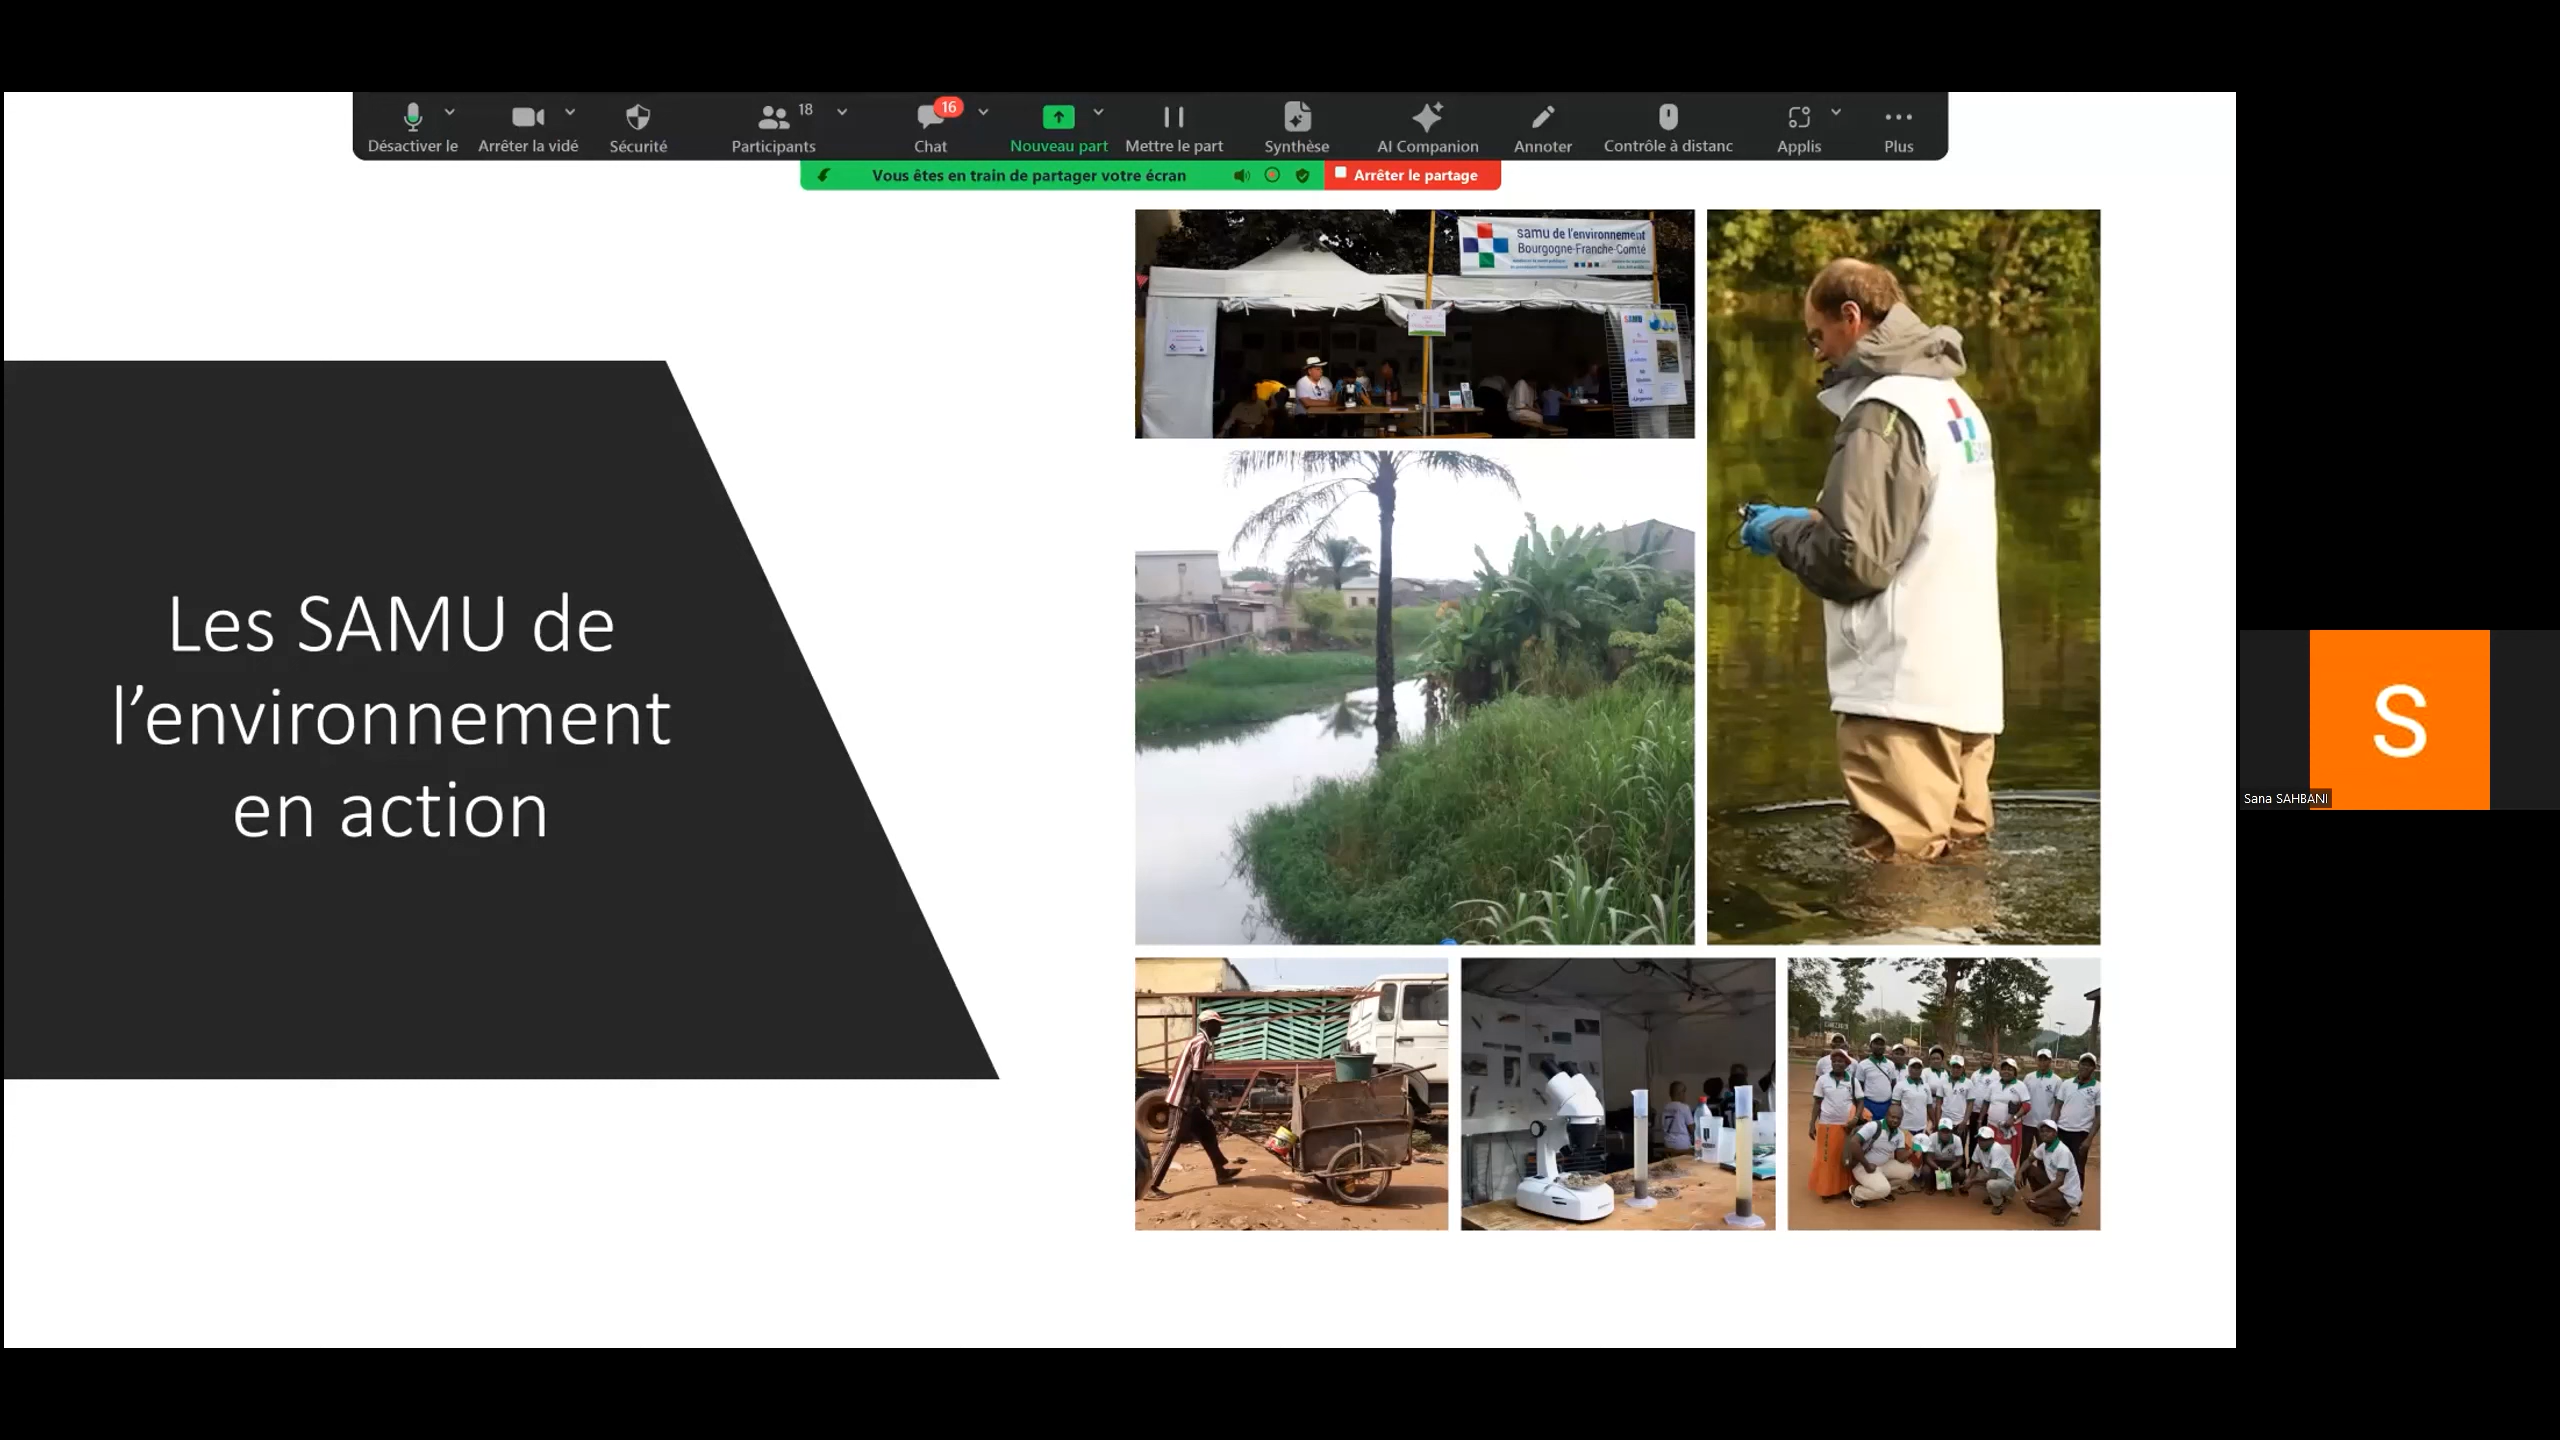 18
16
Désactiver le
Arrêter la vidé
Sécurité
Participants
Chat
Nouveau part
Mettre le part
Synthèse
AI Companion
Annoter
Contrôle à distanc
Applis
Plus
Vous êtes en train de partager votre écran
Arrêter le partage
samu de l'environnement
Bourgogne-Franche-Comté
Les SAMU de
l'environnement
en action
S
Sana SAHBANI